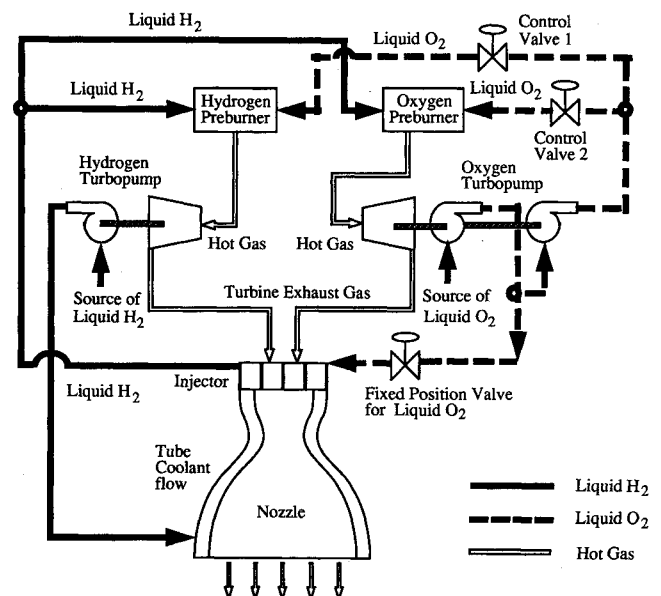 Liquid H2
Control
Valve 1
Liquid O2
Liquid H2
Hydrogen
Preburner
Oxygen
Preburner
Liquid O2
Control
Valve 2
Hydrogen
Turbopump
Oxygen
Turbopump
Hot Gas
Hot Gas
Source of
Liquid H2
Turbine Exhaust Gas
Source of
Liquid O2
Liquid H2
Injector
Fixed Position Valve
for Liquid O2
Tube
Coolant
flow
Nozzle
Liquid H2
Liquid O2
Hot Gas